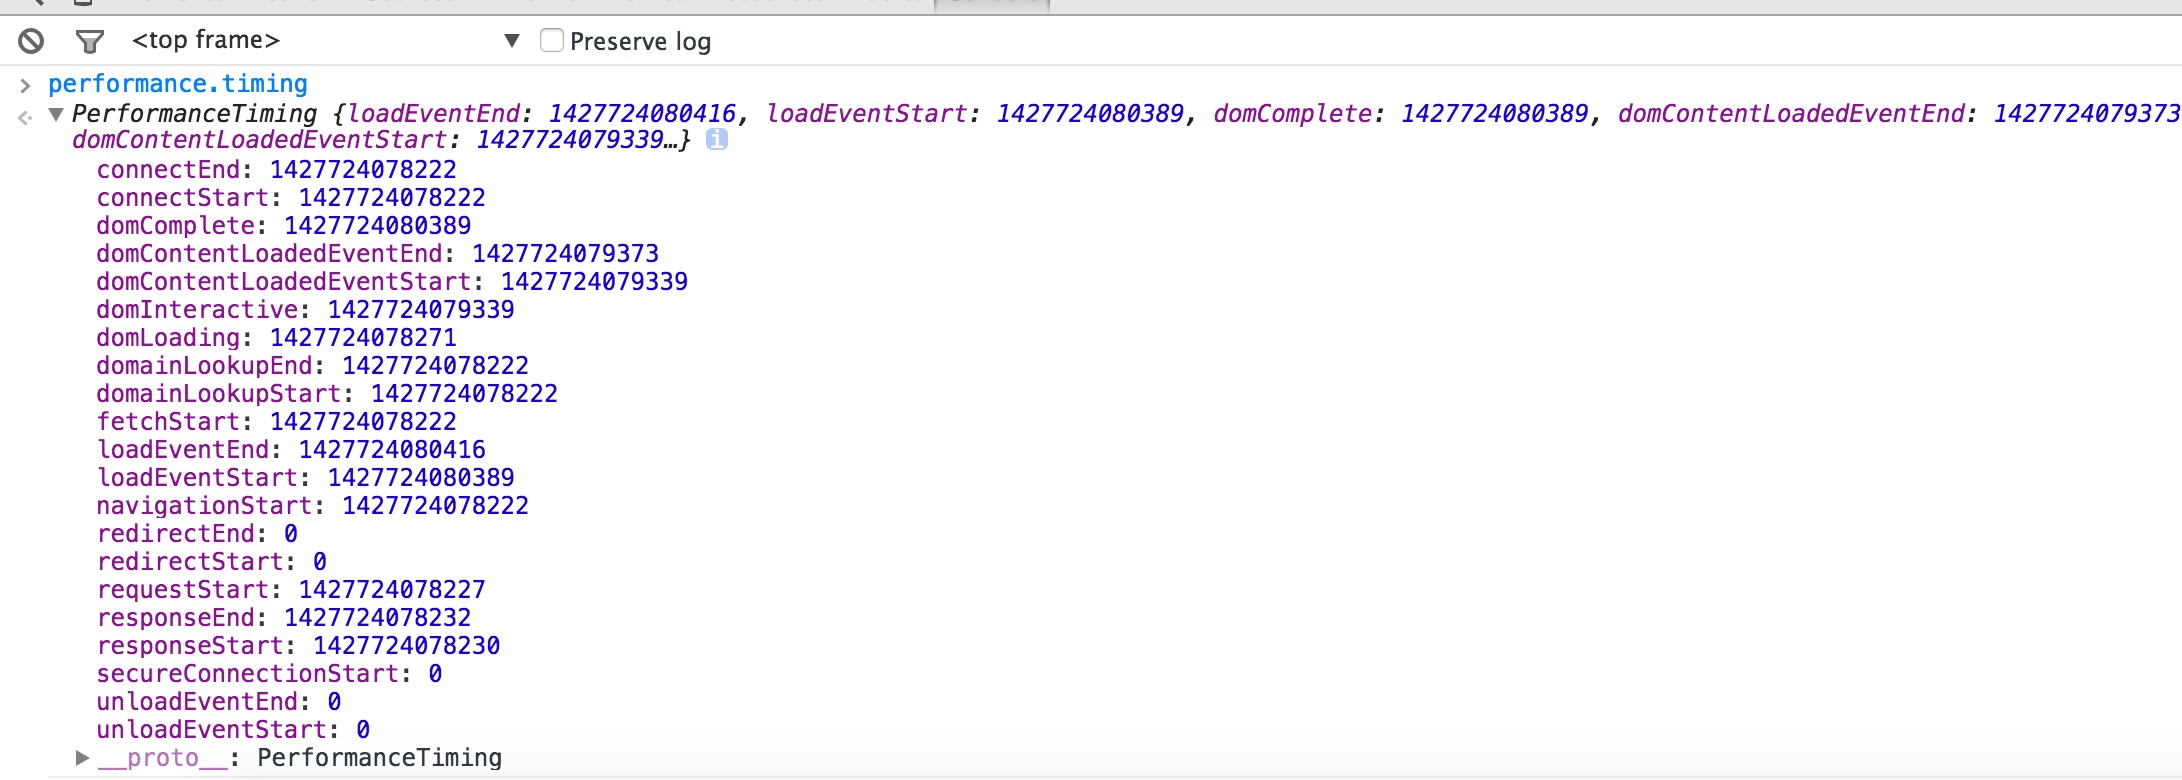 <top frame> ▼ Preserve log
> performance.timing
▼ PerformanceTiming {loadEventEnd: 1427724080416, loadEventStart: 1427724080389, domComplete: 1427724080389, domContentLoadedEventEnd: 1427724079373
domContentLoadedEventStart: 1427724079339…} i
connectEnd: 1427724078222
connectStart: 1427724078222
domComplete: 1427724080389
domContentLoadedEventEnd: 1427724079373
domContentLoadedEventStart: 1427724079339
domInteractive: 1427724079339
domLoading: 1427724078271
domainLookupEnd: 1427724078222
domainLookupStart: 1427724078222
fetchStart: 1427724078222
loadEventEnd: 1427724080416
loadEventStart: 1427724080389
navigationStart: 1427724078222
redirectEnd: 0
redirectStart: 0
requestStart: 1427724078227
responseEnd: 1427724078232
responseStart: 1427724078230
secureConnectionStart: 0
unloadEventEnd: 0
unloadEventStart: 0
▶ __proto__: PerformanceTiming